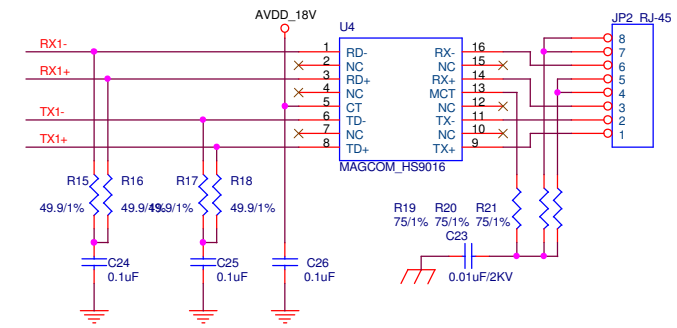 AVDD_18V
U4
JP2 RJ-45
RX1-
RX1+
TX1-
TX1+
1 RD- RX- 16
2 NC NC 15
3 RD+ RX+ 14
4 NC MCT 13
5 CT NC 12
6 TD- TX- 11
7 NC NC 10
8 TD+ TX+ 9
MAGCOM_HS9016
8
7
6
5
4
3
2
1
R15 R16 R17 R18
49.9/1% 49.9/1% 49.9/1% 49.9/1%
R19 R20 R21
75/1% 75/1% 75/1%
C23
0.01uF/2KV
C24 C25 C26
0.1uF 0.1uF 0.1uF